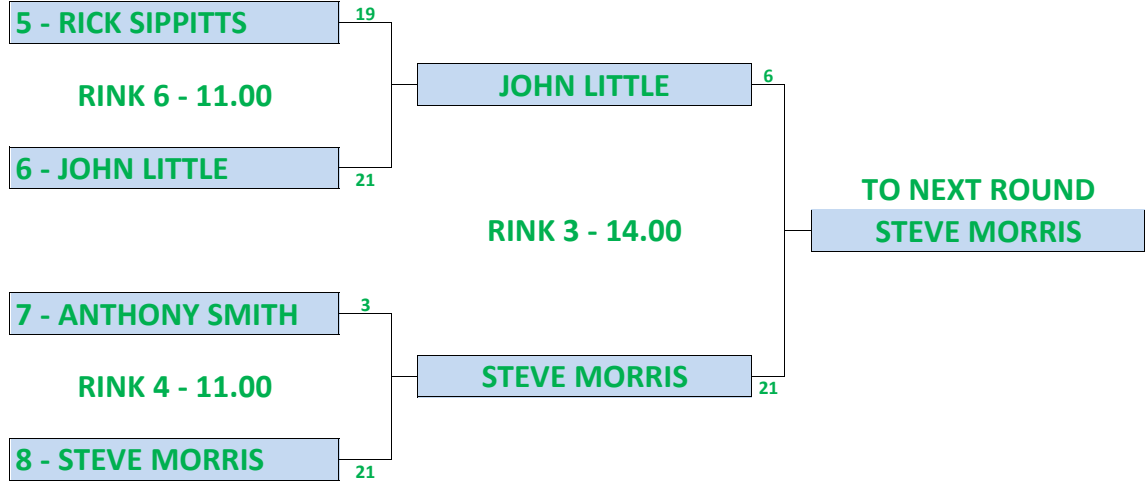 5 - RICK SIPPITTS
19
RINK 6 - 11.00
6 - JOHN LITTLE
21
JOHN LITTLE
6
RINK 3 - 14.00
7 - ANTHONY SMITH
3
RINK 4 - 11.00
8 - STEVE MORRIS
21
STEVE MORRIS
21
TO NEXT ROUND
STEVE MORRIS